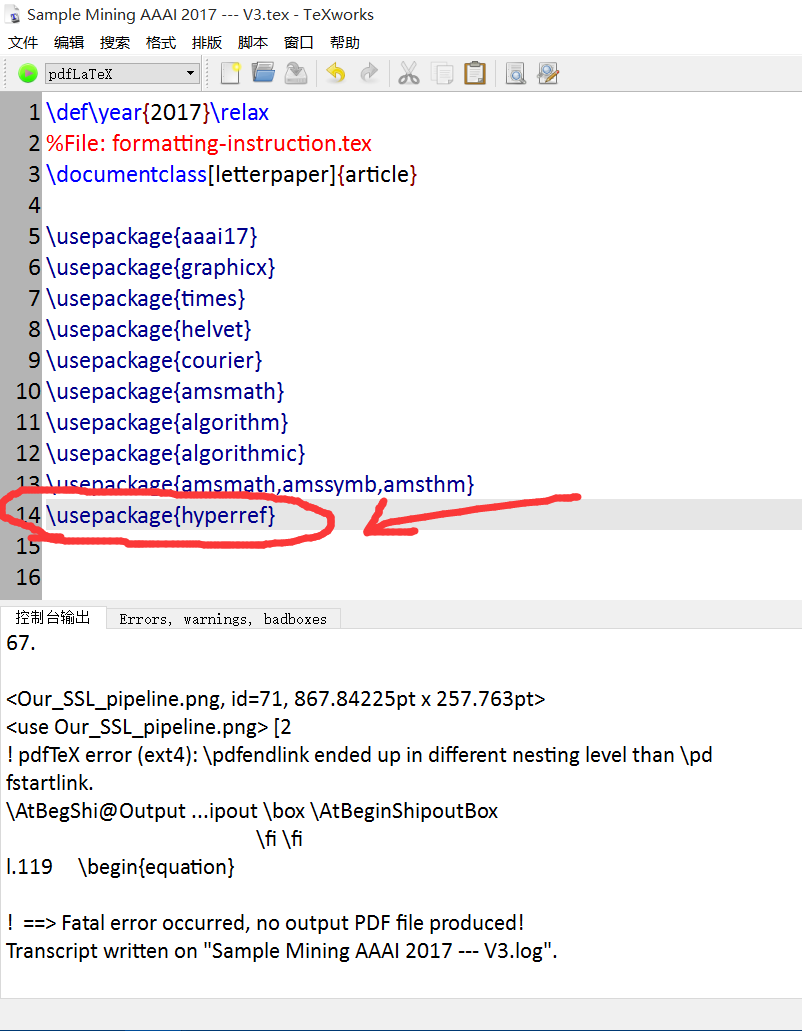 Sample Mining AAAI 2017 --- V3.tex - TeXworks
文件 编辑 搜索 格式 排版 脚本 窗口 帮助
pdfLaTeX
1 \def\year{2017}\relax
2 %File: formatting-instruction.tex
3 \documentclass[letterpaper]{article}
4
5 \usepackage{aaai17}
6 \usepackage{graphicx}
7 \usepackage{times}
8 \usepackage{helvet}
9 \usepackage{courier}
10 \usepackage{amsmath}
11 \usepackage{algorithm}
12 \usepackage{algorithmic}
13 \usepackage{amsmath,amssymb,amsthm}
14 \usepackage{hyperref}
15
16
控制台输出 Errors, warnings, badboxes
67.
<Our_SSL_pipeline.png, id=71, 867.84225pt x 257.763pt>
<use Our_SSL_pipeline.png> [2
! pdfTeX error (ext4): \pdfendlink ended up in different nesting level than \pd
fstartlink.
\AtBegShi@Output ...ipout \box \AtBeginShipoutBox
\fi \fi
l.119 \begin{equation}
! ==> Fatal error occurred, no output PDF file produced!
Transcript written on "Sample Mining AAAI 2017 --- V3.log".